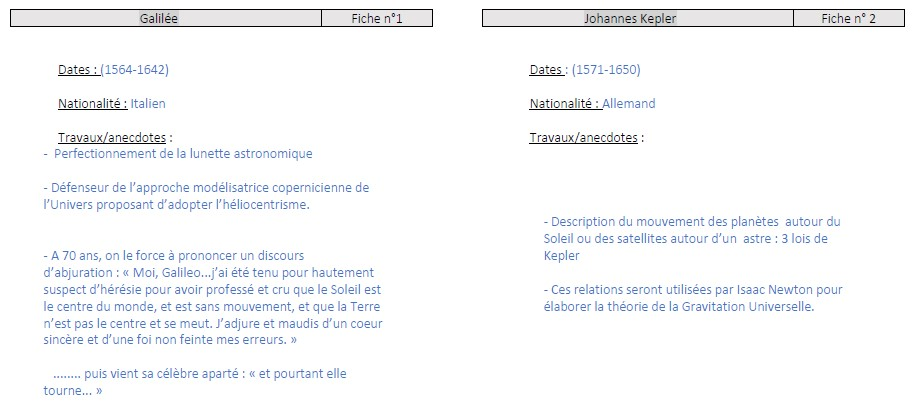 Galilée Fiche n°1
Dates : (1564-1642)
Nationalité : Italien
Travaux/anecdotes :
- Perfectionnement de la lunette astronomique
- Défenseur de l'approche modélisatrice copernicienne de
l'Univers proposant d'adopter l'héliocentrisme.
- A 70 ans, on le force à prononcer un discours
d'abjuration : « Moi, Galileo...j'ai été tenu pour hautement
suspect d'hérésie pour avoir professé et cru que le Soleil est
le centre du monde, et est sans mouvement, et que la Terre
n'est pas le centre et se meut. J'adjure et maudis d'un coeur
sincère et d'une foi non feinte mes erreurs. »
........ puis vient sa célèbre aparté : « et pourtant elle
tourne... »
Johannes Kepler Fiche n° 2
Dates : (1571-1650)
Nationalité : Allemand
Travaux/anecdotes :
- Description du mouvement des planètes autour du
Soleil ou des satellites autour d'un astre : 3 lois de
Kepler
- Ces relations seront utilisées par Isaac Newton pour
élaborer la théorie de la Gravitation Universelle.